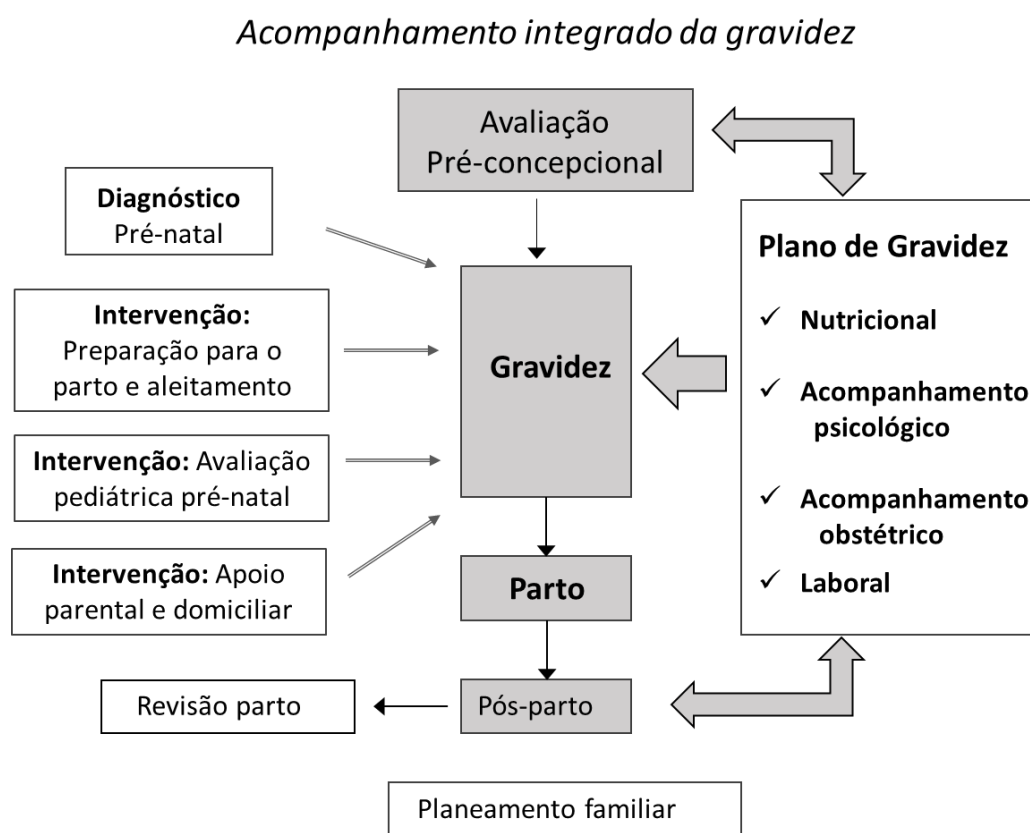 Acompanhamento integrado da gravidez
Avaliação
Pré-concepcional
Diagnóstico
Pré-natal
Intervenção:
Preparação para o
parto e aleitamento
Intervenção: Avaliação
pediátrica pré-natal
Intervenção: Apoio
parental e domiciliar
Gravidez
Parto
Pós-parto
Revisão parto
Plano de Gravidez
✓ Nutricional
✓ Acompanhamento
psicológico
✓ Acompanhamento
obstétrico
✓ Laboral
Planeamento familiar